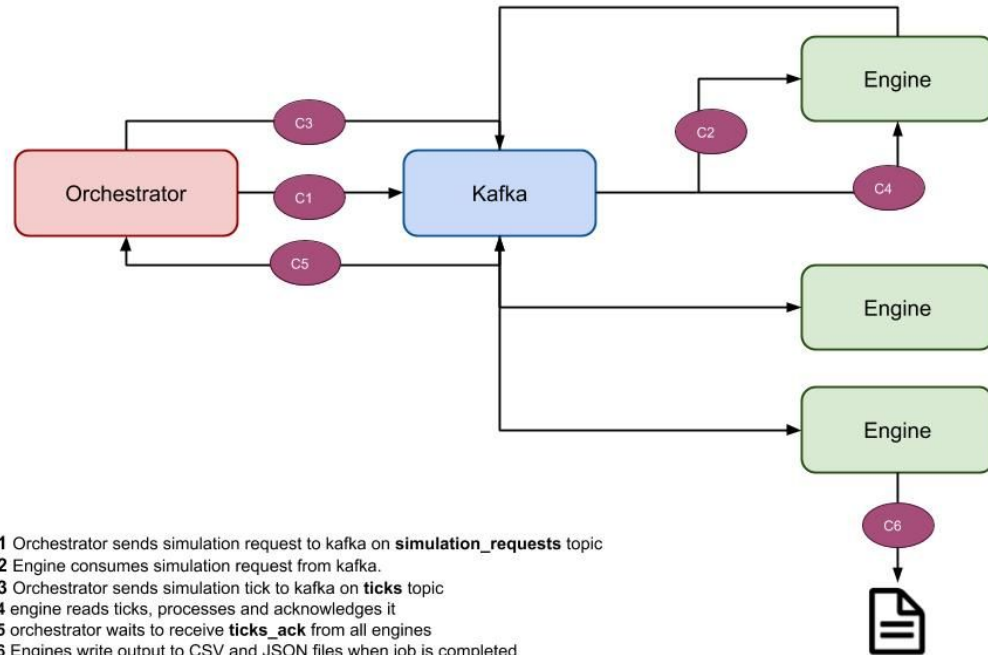 Engine
C3
C2
Orchestrator
C1
Kafka
C4
C5
Engine
Engine
C6
1 Orchestrator sends simulation request to kafka on simulation_requests topic
2 Engine consumes simulation request from kafka.
3 Orchestrator sends simulation tick to kafka on ticks topic
4 engine reads ticks, processes and acknowledges it
5 orchestrator waits to receive ticks_ack from all engines
6 Engines write output to CSV and JSON files when job is completed